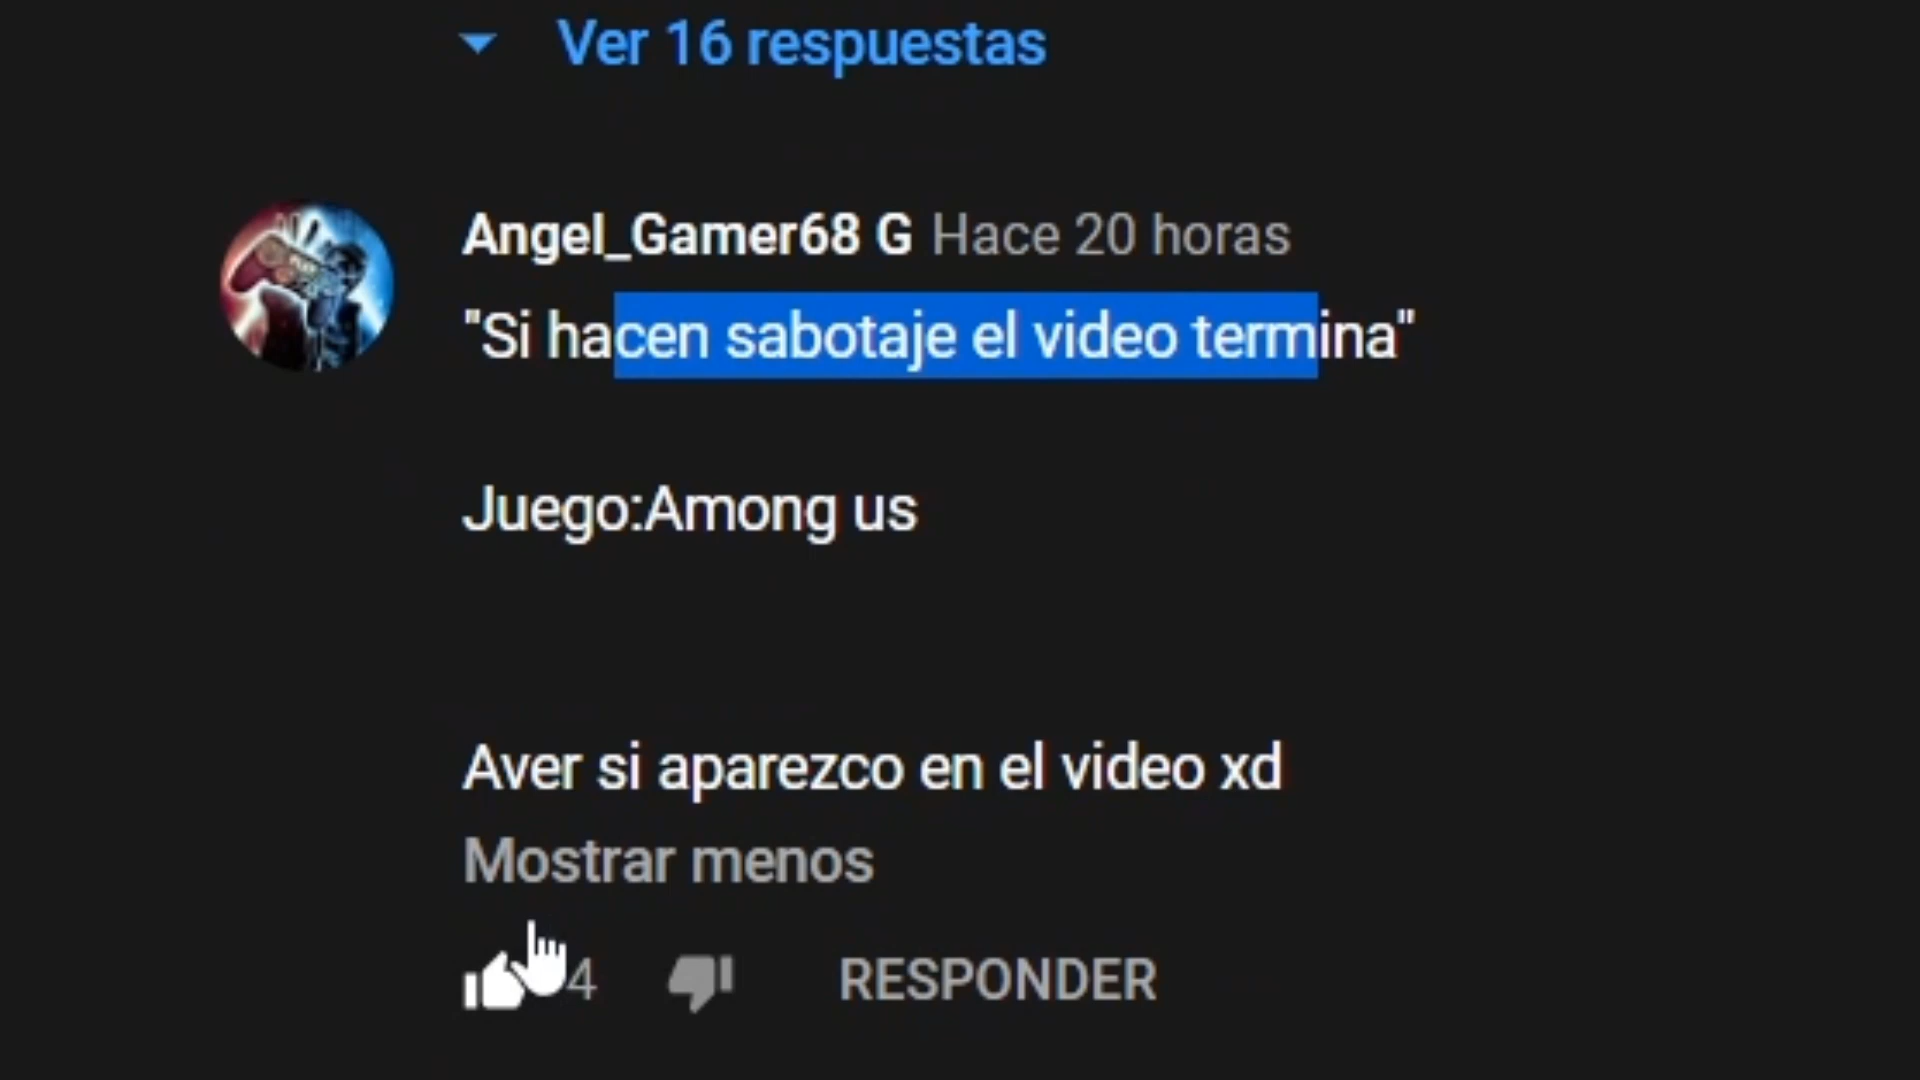 Ver 16 respuestas
Angel_Gamer68 G Hace 20 horas
"Si hacen sabotaje el video termina"
Juego:Among us
Aver si aparezco en el video xd
Mostrar menos
4
RESPONDER